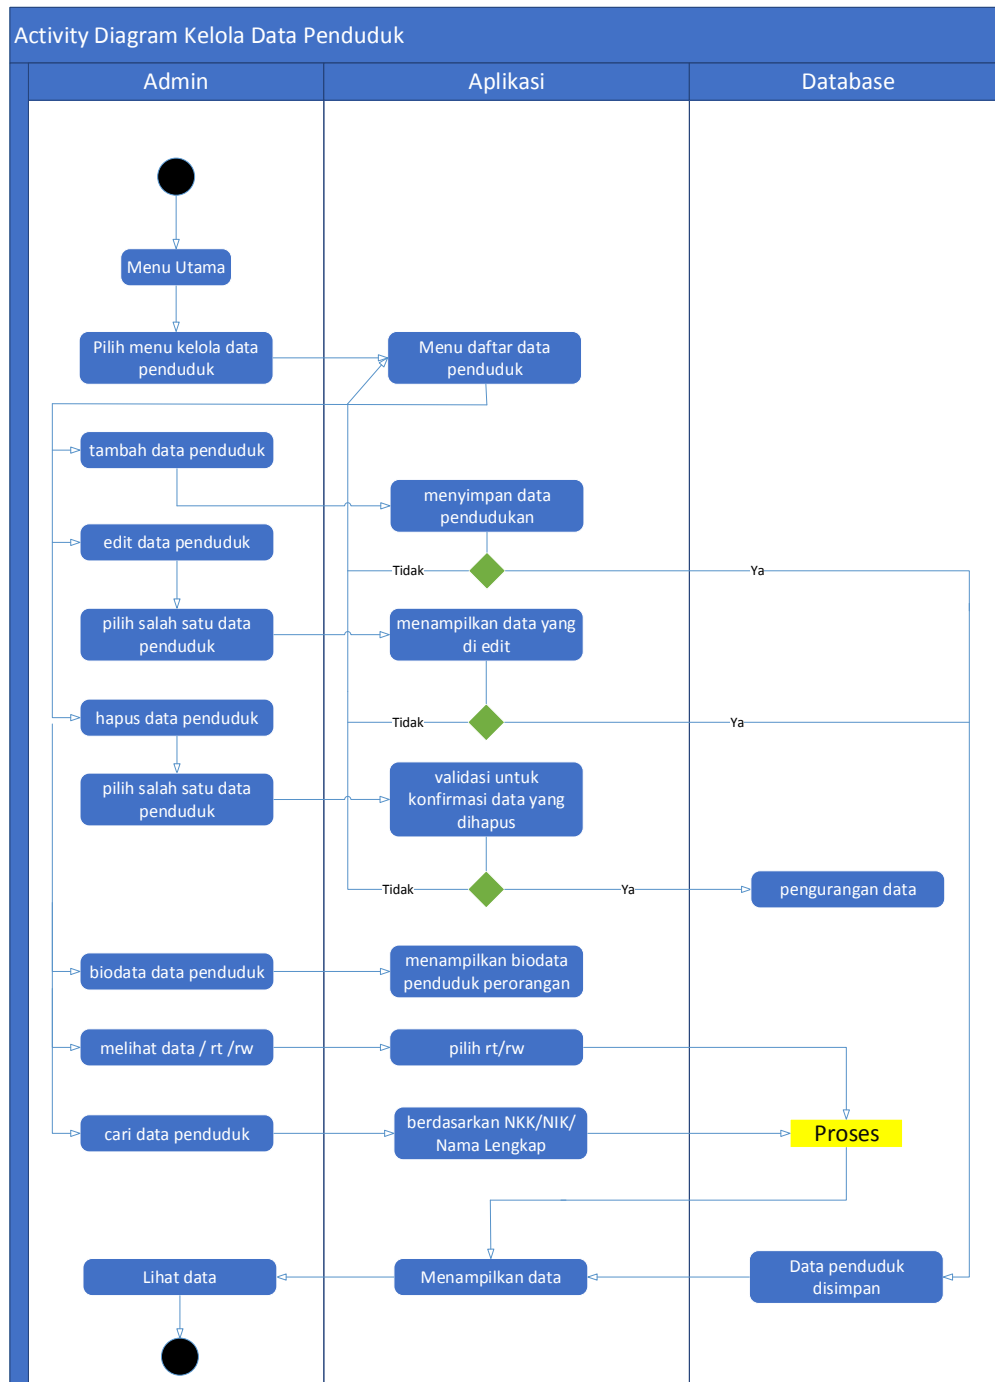 Activity Diagram Kelola Data Penduduk
Admin
Aplikasi
Database
Menu Utama
Pilih menu kelola data
penduduk
Menu daftar data
penduduk
tambah data penduduk
menyimpan data
pendudukan
edit data penduduk
Tidak
Ya
pilih salah satu data
penduduk
menampilkan data yang
di edit
hapus data penduduk
Tidak
Ya
pilih salah satu data
penduduk
validasi untuk
konfirmasi data yang
dihapus
Tidak
Ya
pengurangan data
biodata data penduduk
menampilkan biodata
penduduk perorangan
melihat data / rt /rw
pilih rt/rw
cari data penduduk
berdasarkan NKK/NIK/
Nama Lengkap
Proses
Lihat data
Menampilkan data
Data penduduk
disimpan